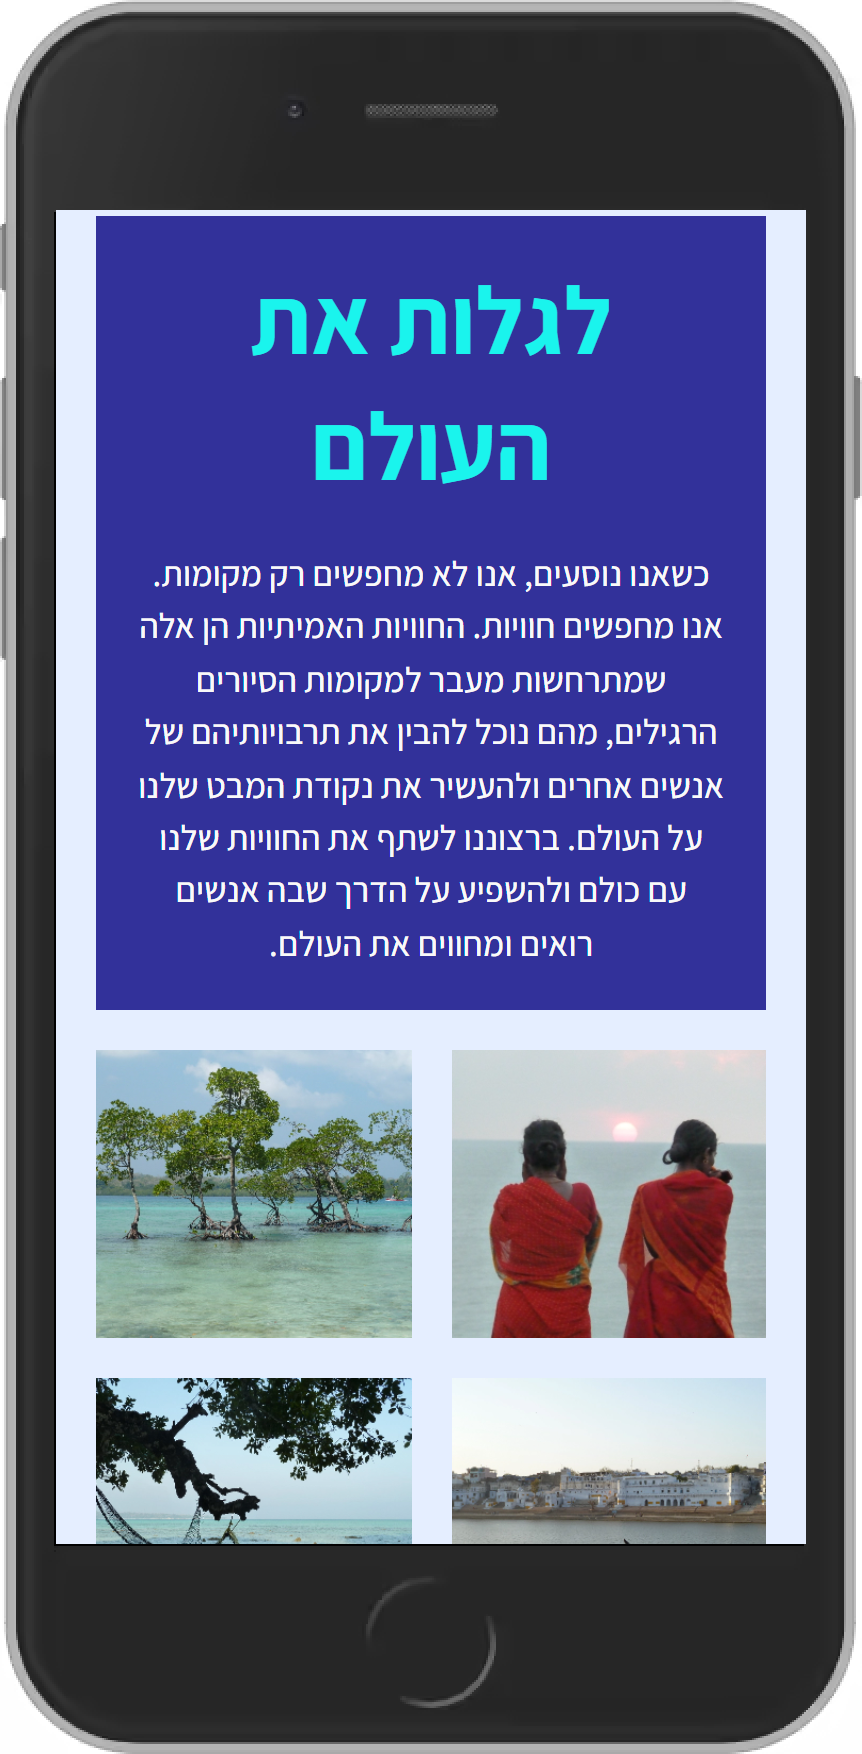 לגלות את
העולם
כשאנו נוסעים, אנו לא מחפשים רק מקומות.
אנו מחפשים חוויות. החוויות האמיתיות הן אלה
שמתרחשות מעבר למקומות הסיורים
הרגילים, מהם נוכל להבין את תרבויותיהם של
אנשים אחרים ולהעשיר את נקודת המבט שלנו
על העולם. ברצוננו לשתף את החוויות שלנו
עם כולם ולהשפיע על הדרך שבה אנשים
רואים ומחווים את העולם.